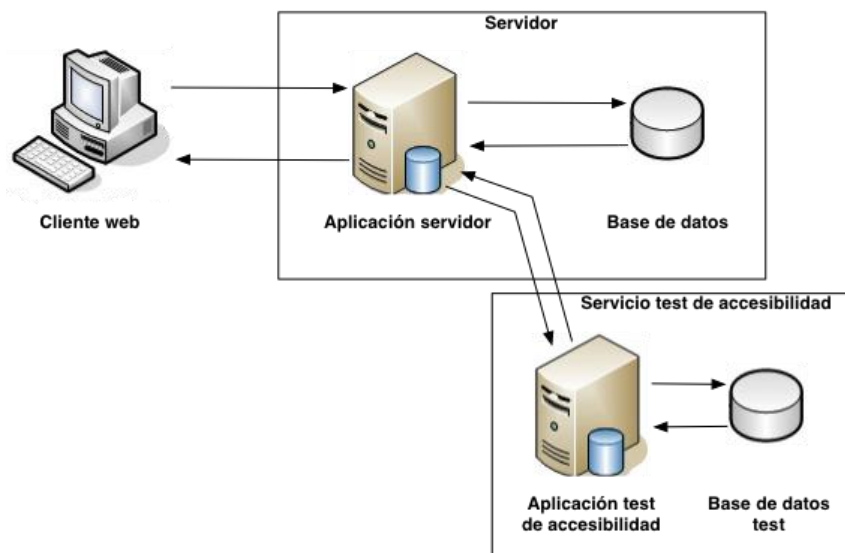 Servidor
Cliente web
Aplicación servidor
Base de datos
Servicio test de accesibilidad
Aplicación test
de accesibilidad
Base de datos
test